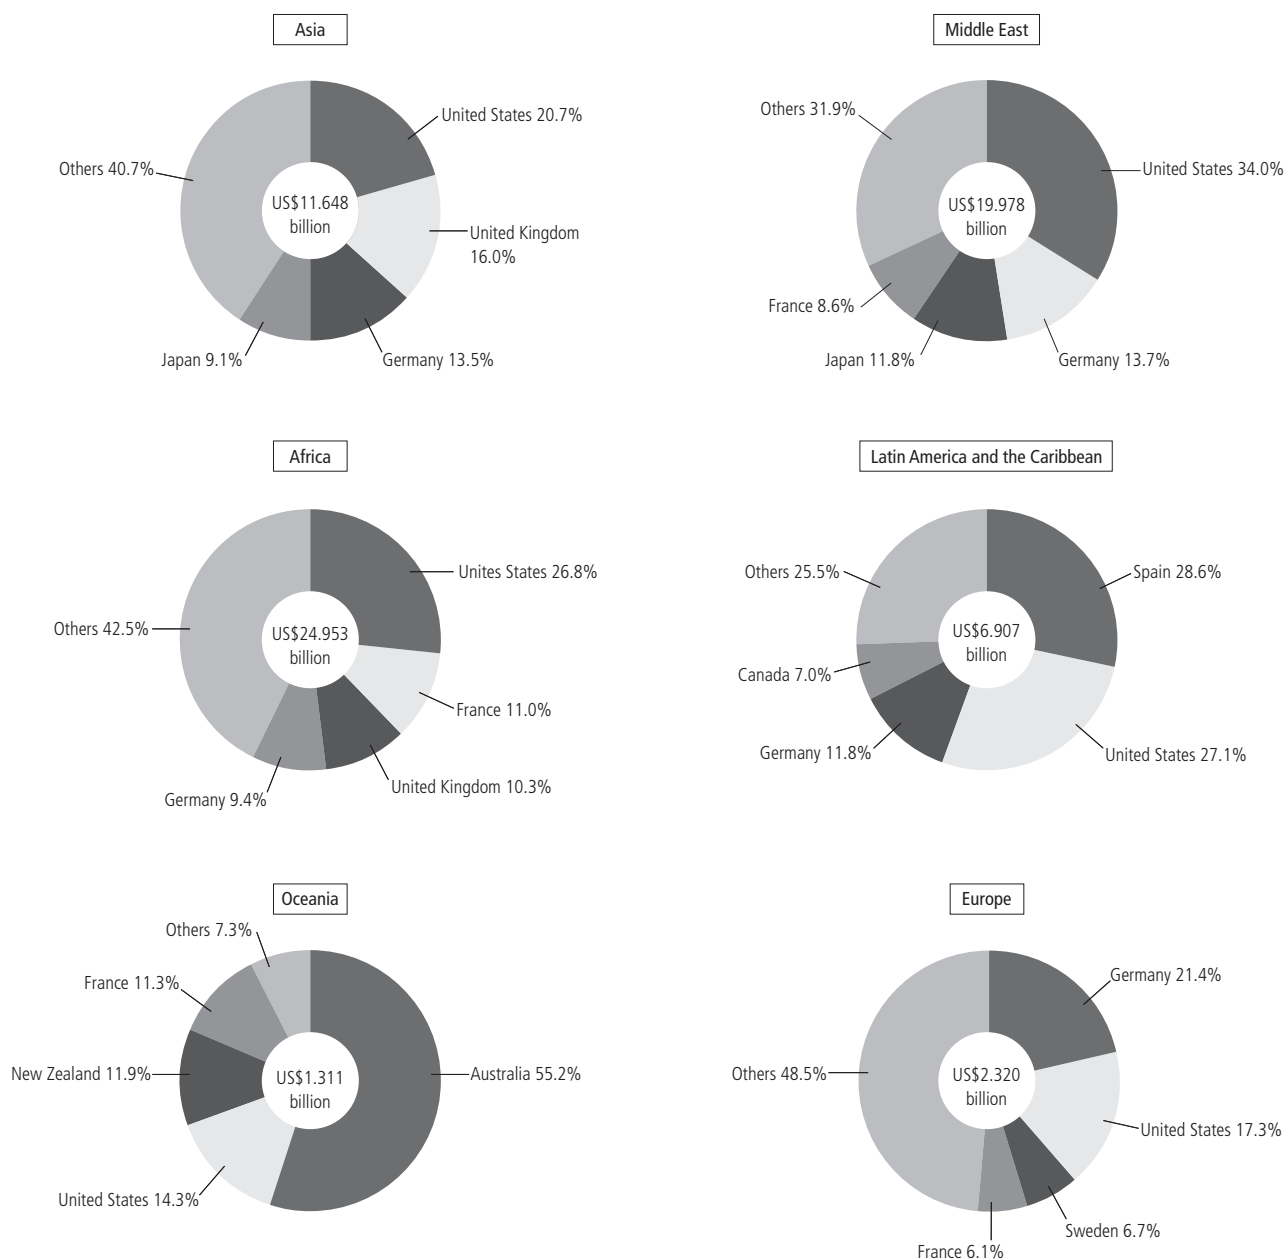 Asia
United States 20.7%
United Kingdom
16.0%
Germany 13.5%
Japan 9.1%
Others 40.7%
US$11.648
billion
Middle East
United States 34.0%
Germany 13.7%
Japan 11.8%
France 8.6%
Others 31.9%
US$19.978
billion
Africa
Unites States 26.8%
France 11.0%
United Kingdom 10.3%
Germany 9.4%
Others 42.5%
US$24.953
billion
Latin America and the Caribbean
Spain 28.6%
United States 27.1%
Germany 11.8%
Canada 7.0%
Others 25.5%
US$6.907
billion
Oceania
Australia 55.2%
United States 14.3%
New Zealand 11.9%
France 11.3%
Others 7.3%
US$1.311
billion
Europe
Germany 21.4%
United States 17.3%
Sweden 6.7%
France 6.1%
Others 48.5%
US$2.320
billion